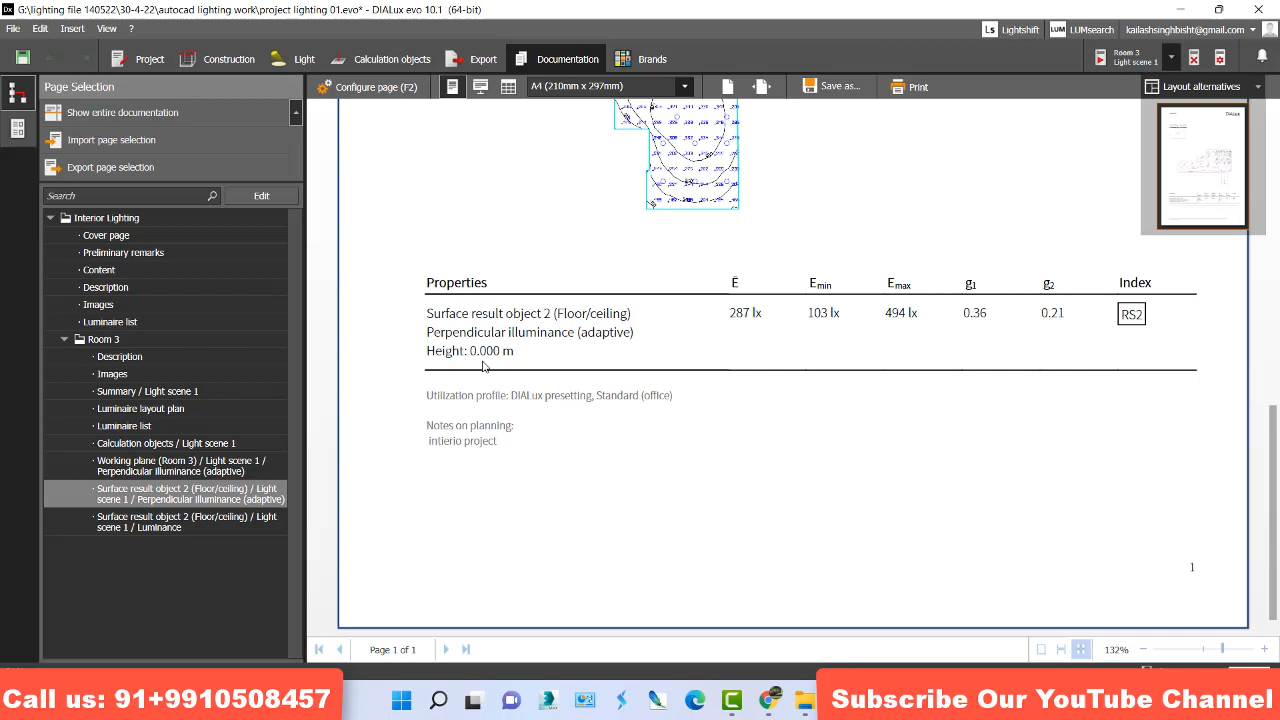 G:\lighting file 140522\30-4-22\autocad lighting work\project lighting 01.evo* - DIALux evo 10.1 (64-bit)
File Edit Insert View ?
Ls Lightshift LUM LUMsearch kailashsinghbisht@gmail.com
Project Construction Light Calculation objects Export Documentation Brands
Room 3
Light scene 1
Page Selection
Configure page (F2) A4 (210mm x 297mm) Save as... Print Layout alternatives
Show entire documentation
Import page selection
Export page selection
Search Edit
Interior Lighting
Cover page
Preliminary remarks
Content
Description
Images
Luminaire list
Room 3
Description
Images
Summary / Light scene 1
Luminaire layout plan
Luminaire list
Calculation objects / Light scene 1
Working plane (Room 3) / Light scene 1 /
Perpendicular illuminance (adaptive)
Surface result object 2 (Floor/ceiling) / Light
scene 1 / Perpendicular illuminance (adaptive)
Surface result object 2 (Floor/ceiling) / Light
scene 1 / Luminance
DIALux
Properties Ē Emin Emax g1 g2 Index
Surface result object 2 (Floor/ceiling) 287 lx 103 lx 494 lx 0.36 0.21 RS2
Perpendicular illuminance (adaptive)
Height: 0.000 m
Utilization profile: DIALux presetting, Standard (office)
Notes on planning:
intierio project
1
Page 1 of 1 132%
Call us: 91+9910508457
Subscribe Our YouTube Channel